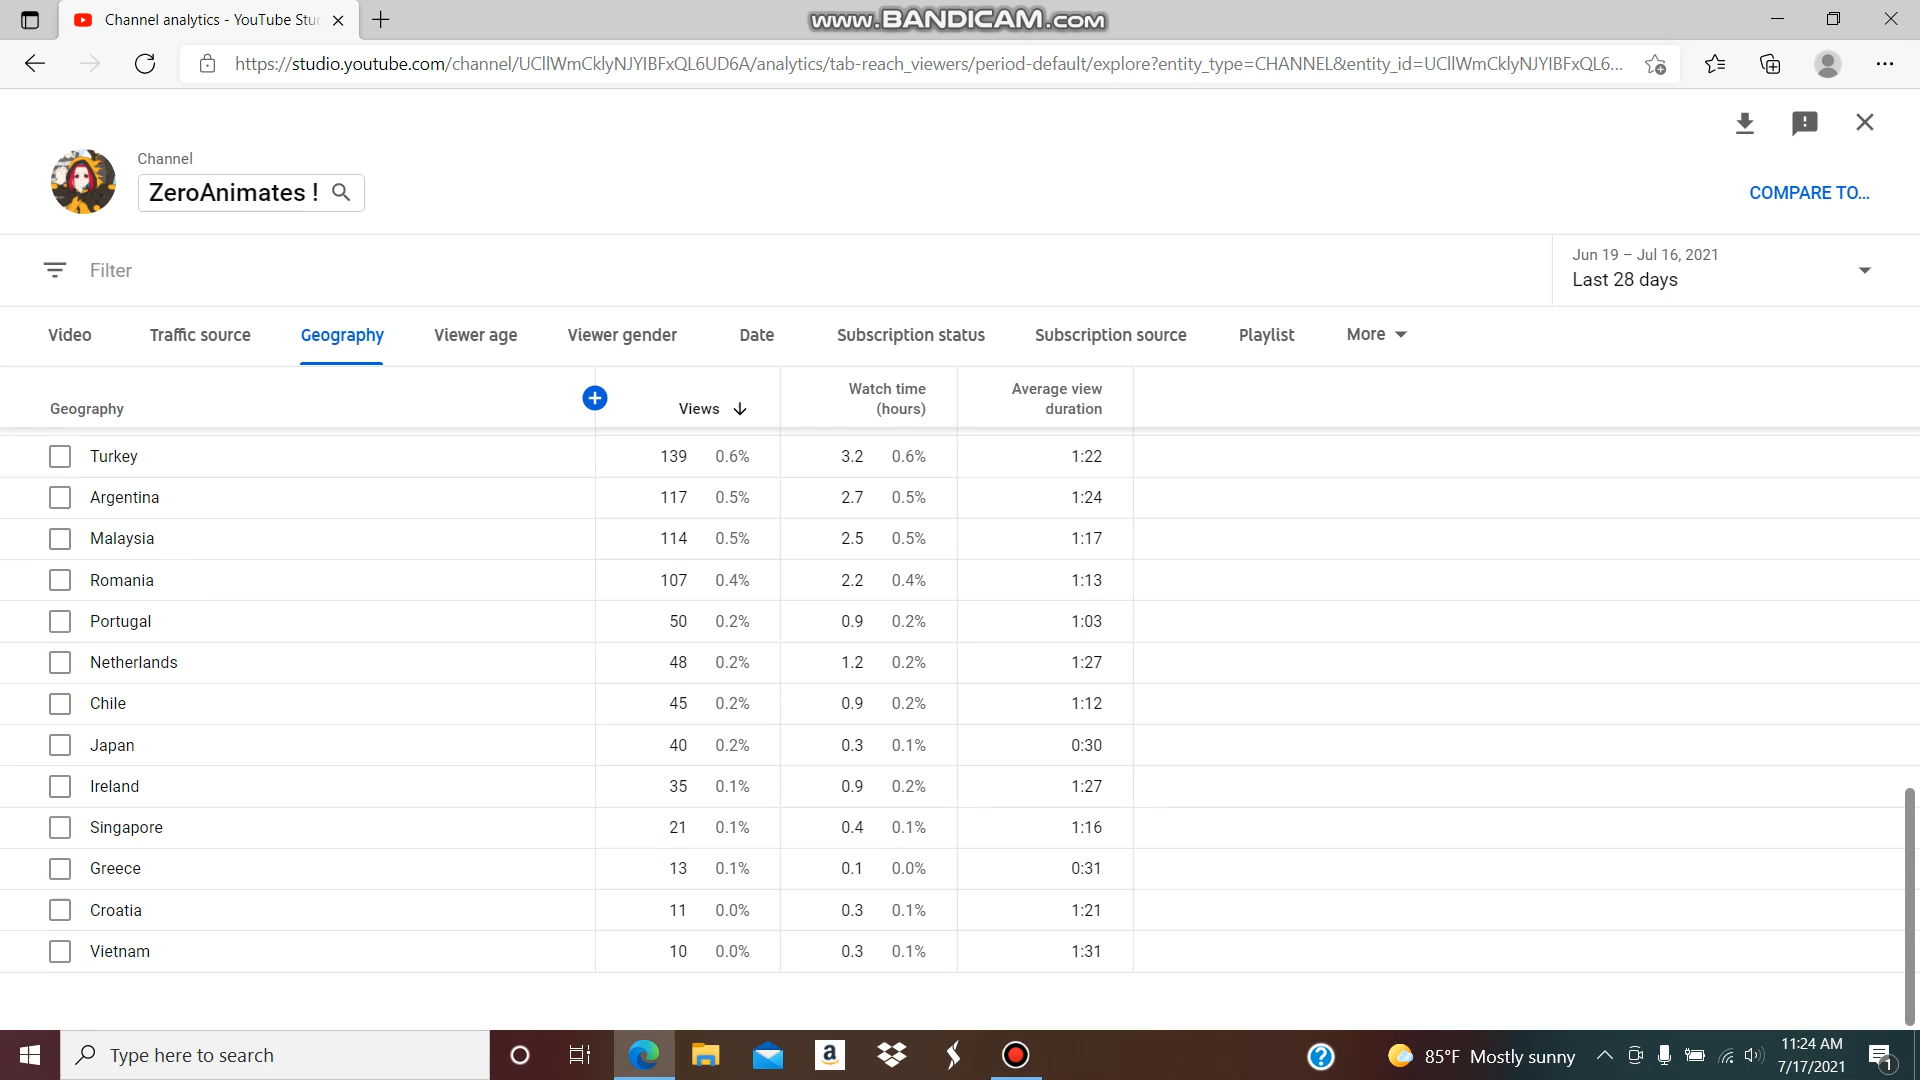 Channel analytics - YouTube Stu
www.BANDICAM.com
https://studio.youtube.com/channel/UCllWmCklyNJYIBFxQL6UD6A/analytics/tab-reach_viewers/period-default/explore?entity_type=CHANNEL&entity_id=UCllWmCklyNJYIBFxQL6...
Channel
ZeroAnimates !
COMPARE TO...
Filter
Jun 19 – Jul 16, 2021
Last 28 days
Video Traffic source Geography Viewer age Viewer gender Date Subscription status Subscription source Playlist More
Geography Views Watch time (hours) Average view duration
Turkey 139 0.6% 3.2 0.6% 1:22
Argentina 117 0.5% 2.7 0.5% 1:24
Malaysia 114 0.5% 2.5 0.5% 1:17
Romania 107 0.4% 2.2 0.4% 1:13
Portugal 50 0.2% 0.9 0.2% 1:03
Netherlands 48 0.2% 1.2 0.2% 1:27
Chile 45 0.2% 0.9 0.2% 1:12
Japan 40 0.2% 0.3 0.1% 0:30
Ireland 35 0.1% 0.9 0.2% 1:27
Singapore 21 0.1% 0.4 0.1% 1:16
Greece 13 0.1% 0.1 0.0% 0:31
Croatia 11 0.0% 0.3 0.1% 1:21
Vietnam 10 0.0% 0.3 0.1% 1:31
Type here to search
a
85°F Mostly sunny
11:24 AM
7/17/2021
1